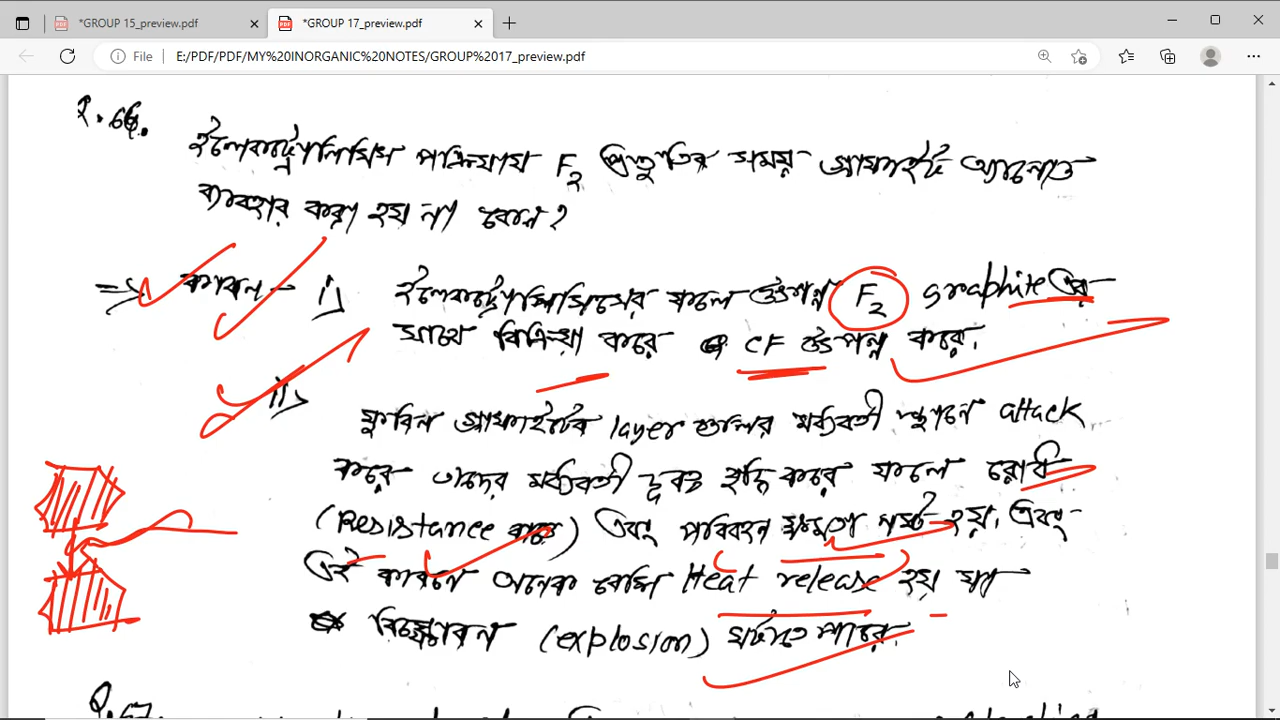 *GROUP 15_preview.pdf
*GROUP 17_preview.pdf
File E:/PDF/PDF/MY%20INORGANIC%20NOTES/GROUP%2017_preview.pdf
Q.66.
ইলেকট্রোলিসিস প্রক্রিয়ায় F2 প্রস্তুতির সময় গ্রাফাইট অ্যানোড
ব্যবহার করা হয় না কেন?
⇒ কারণ - i)
ইলেকট্রোলিসিসের ফলে উৎপন্ন F2 graphite এর
সাথে বিক্রিয়া করে CF উৎপন্ন করে.
ii)
ফ্লুরিন গ্রাফাইটের layer গুলির মধ্যবর্তী স্থানে attack
করে তাদের মধ্যবর্তী দূরত্ব বৃদ্ধি করে ফলে রোধ
(Resistance বাড়ে) এবং পরিবহন ক্ষমতা নষ্ট হয়. এবং
এই কারণে অনেক বেশি Heat release হয় যা
বিস্ফোরণ (explosion) ঘটাতে পারে.
Q.67.